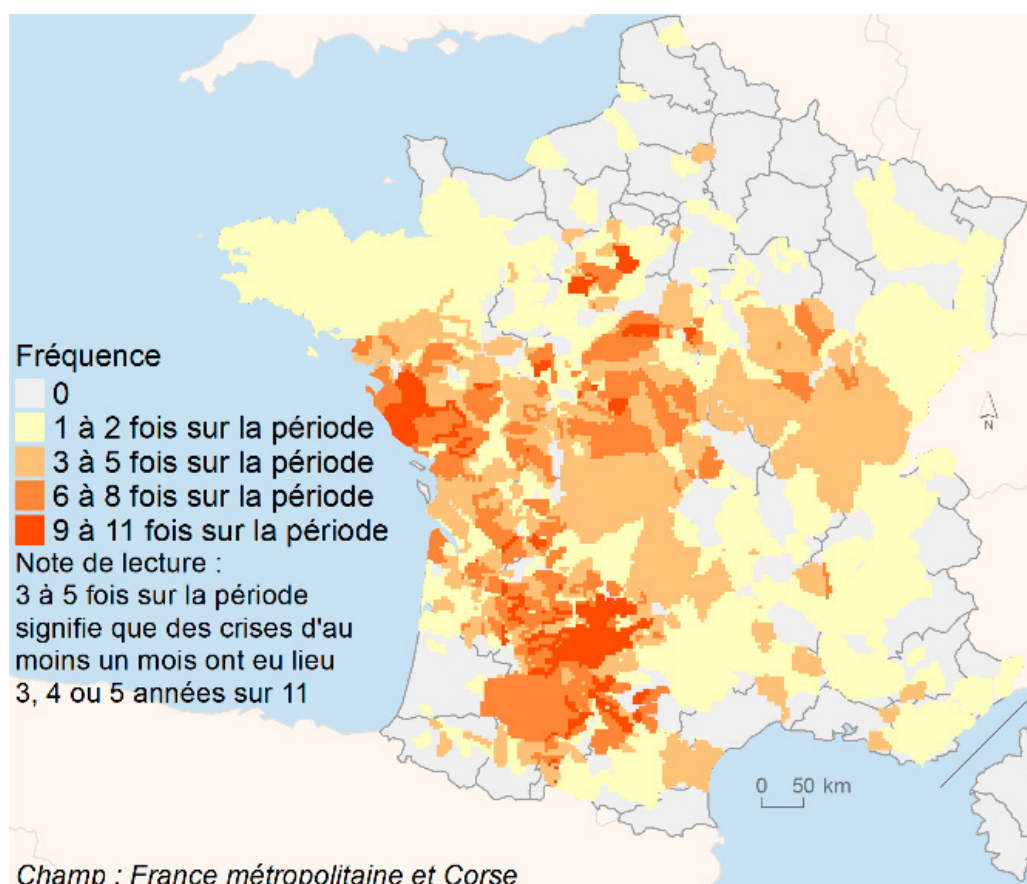 Fréquence
0
1 à 2 fois sur la période
3 à 5 fois sur la période
6 à 8 fois sur la période
9 à 11 fois sur la période
Note de lecture :
3 à 5 fois sur la période
signifie que des crises d'au
moins un mois ont eu lieu
3, 4 ou 5 années sur 11
N
0 50 km
Champ : France métropolitaine et Corse